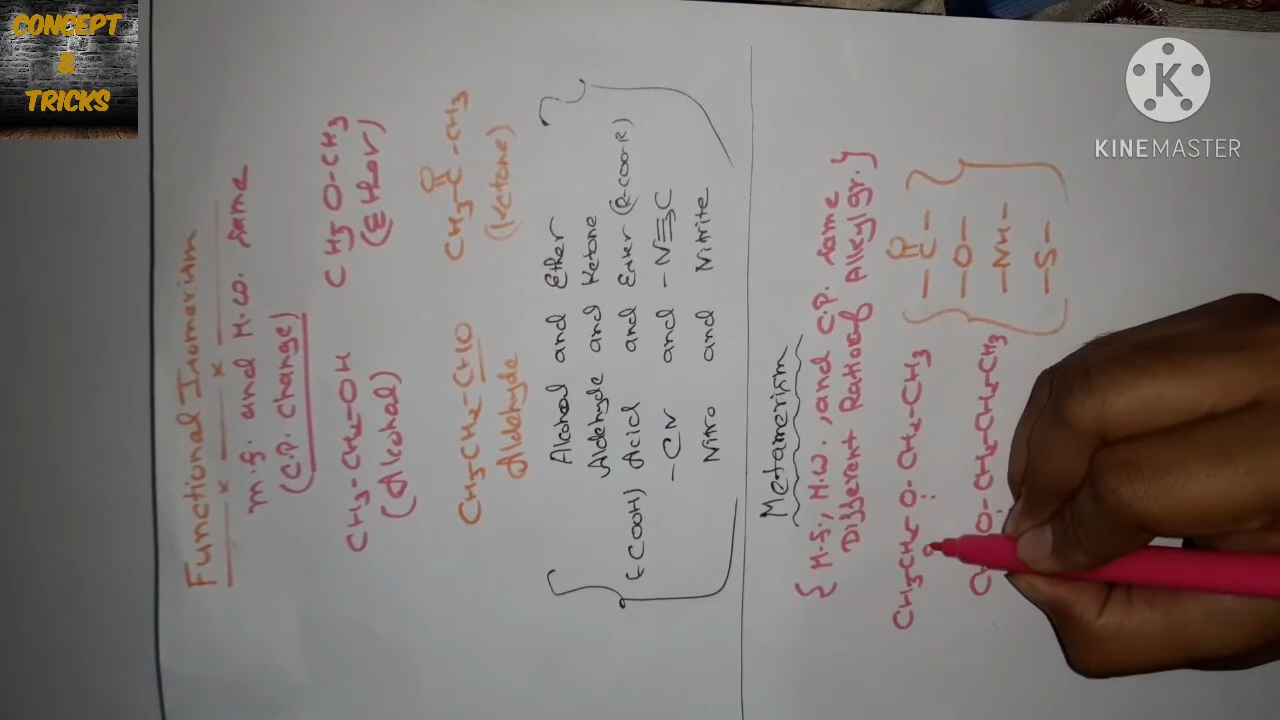 CONCEPT
&
TRICKS
KINEMASTER
Functional Isomerism
M.f. and M.W. same
(C.P. change)
CH3-CH2-OH CH3O-CH3
(Alcohol) (Ether)
CH3CH2-CHO CH3-C-CH3
O
Aldehyde (Ketone)
Alcohol and Ether
Aldehyde and Ketone
(-COOH) Acid and Ester (R-COO-R)
-CN and -N≡C
Nitro and Nitrite
Metamerism
{ M.f., M.W., and C.P. same
Different Ratio of Alkyl gr. }
CH3CH2-O-CH2-CH3 { -C- }
O
O-CH2-CH2-CH3 -O-
-NH-
-S-